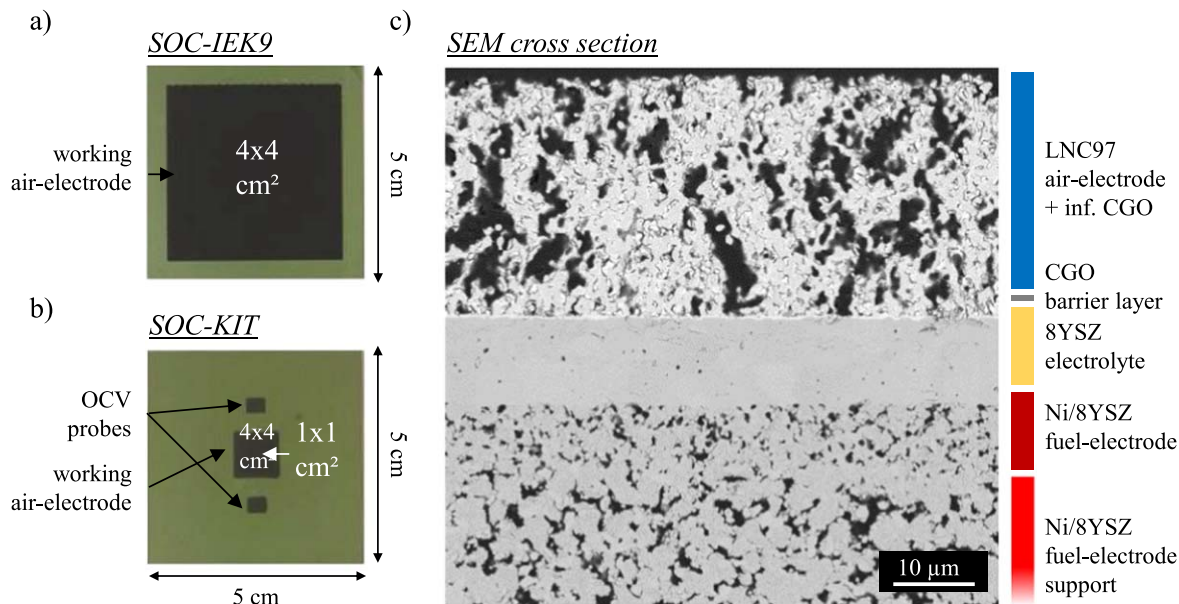 a)
SOC-IEK9
working
air-electrode
4x4
cm²
5 cm
b)
SOC-KIT
OCV
probes
working
air-electrode
4x4
cm
1x1
cm²
5 cm
5 cm
c)
SEM cross section
10 µm
LNC97
air-electrode
+ inf. CGO
CGO
barrier layer
8YSZ
electrolyte
Ni/8YSZ
fuel-electrode
Ni/8YSZ
fuel-electrode
support